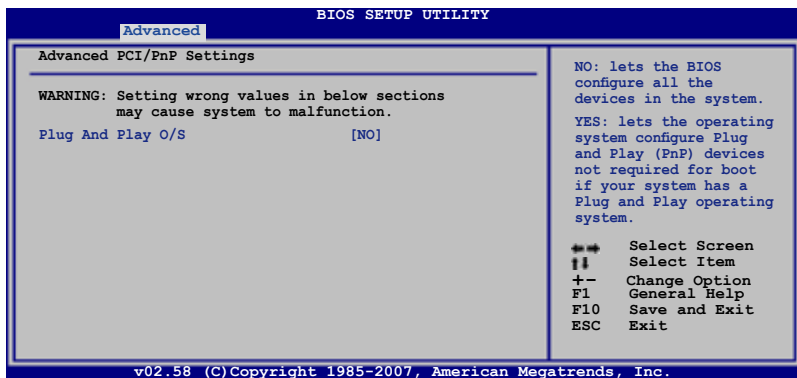 BIOS SETUP UTILITY
Advanced
Advanced PCI/PnP Settings
WARNING: Setting wrong values in below sections
may cause system to malfunction.
Plug And Play O/S [NO]
NO: lets the BIOS
configure all the
devices in the system.
YES: lets the operating
system configure Plug
and Play (PnP) devices
not required for boot
if your system has a
Plug and Play operating
system.
←→ Select Screen
↑↓ Select Item
+- Change Option
F1 General Help
F10 Save and Exit
ESC Exit
v02.58 (C)Copyright 1985-2007, American Megatrends, Inc.